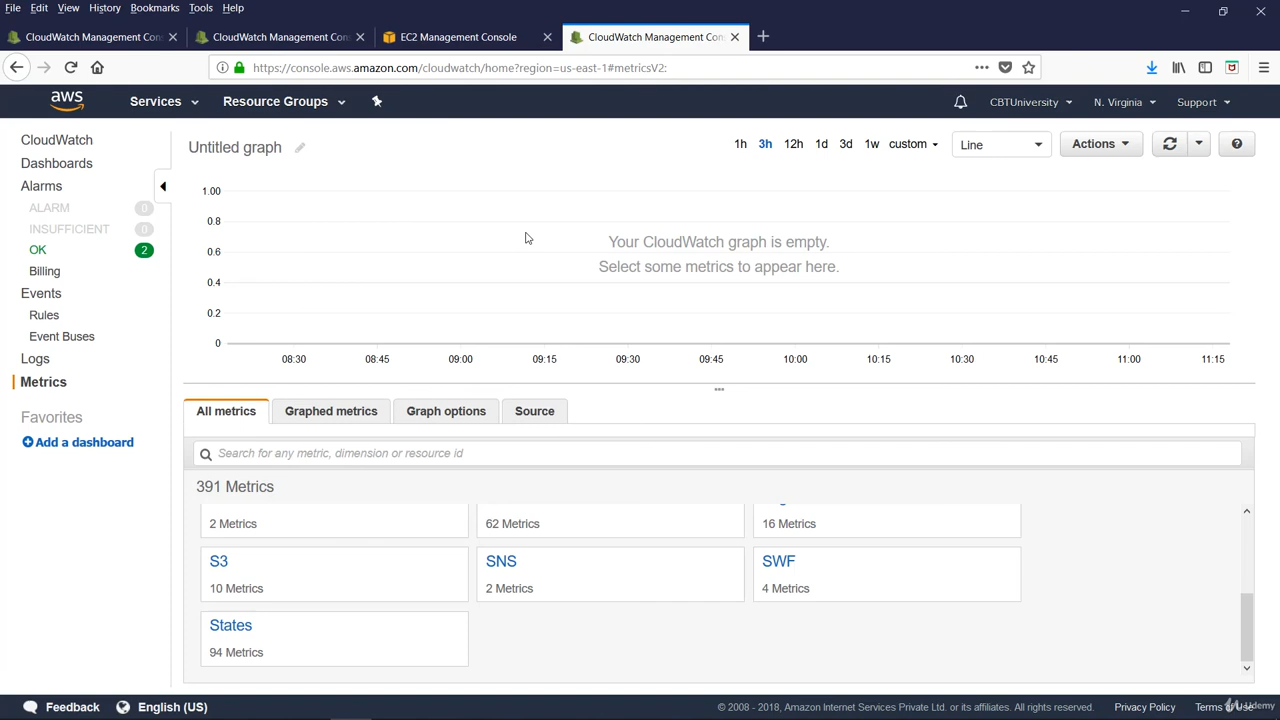 File Edit View History Bookmarks Tools Help
CloudWatch Management Con
CloudWatch Management Cons
EC2 Management Console
CloudWatch Management Con
https://console.aws.amazon.com/cloudwatch/home?region=us-east-1#metricsV2:
aws Services Resource Groups CBTUniversity N. Virginia Support
CloudWatch
Dashboards
Alarms
ALARM 0
INSUFFICIENT 0
OK 2
Billing
Events
Rules
Event Buses
Logs
Metrics
Favorites
Add a dashboard
Untitled graph
1h 3h 12h 1d 3d 1w custom Line Actions
1.00
0.8
0.6
0.4
0.2
0
Your CloudWatch graph is empty.
Select some metrics to appear here.
08:30 08:45 09:00 09:15 09:30 09:45 10:00 10:15 10:30 10:45 11:00 11:15
All metrics Graphed metrics Graph options Source
Search for any metric, dimension or resource id
391 Metrics
2 Metrics 62 Metrics 16 Metrics
S3 SNS SWF
10 Metrics 2 Metrics 4 Metrics
States
94 Metrics
Feedback English (US) © 2008 - 2018, Amazon Internet Services Private Ltd. or its affiliates. All rights reserved. Privacy Policy Terms of Use
Udemy